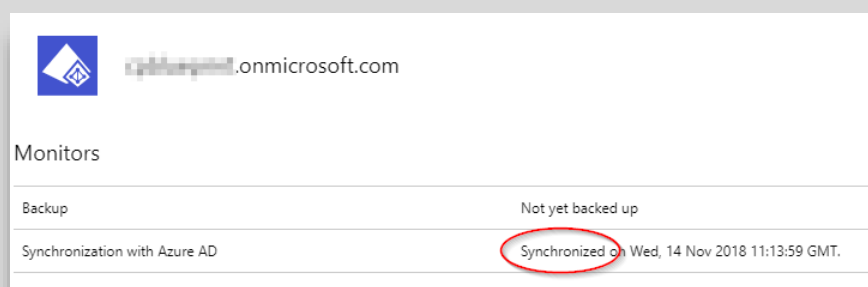 .onmicrosoft.com
Monitors
Backup Not yet backed up
Synchronization with Azure AD Synchronized on Wed, 14 Nov 2018 11:13:59 GMT.